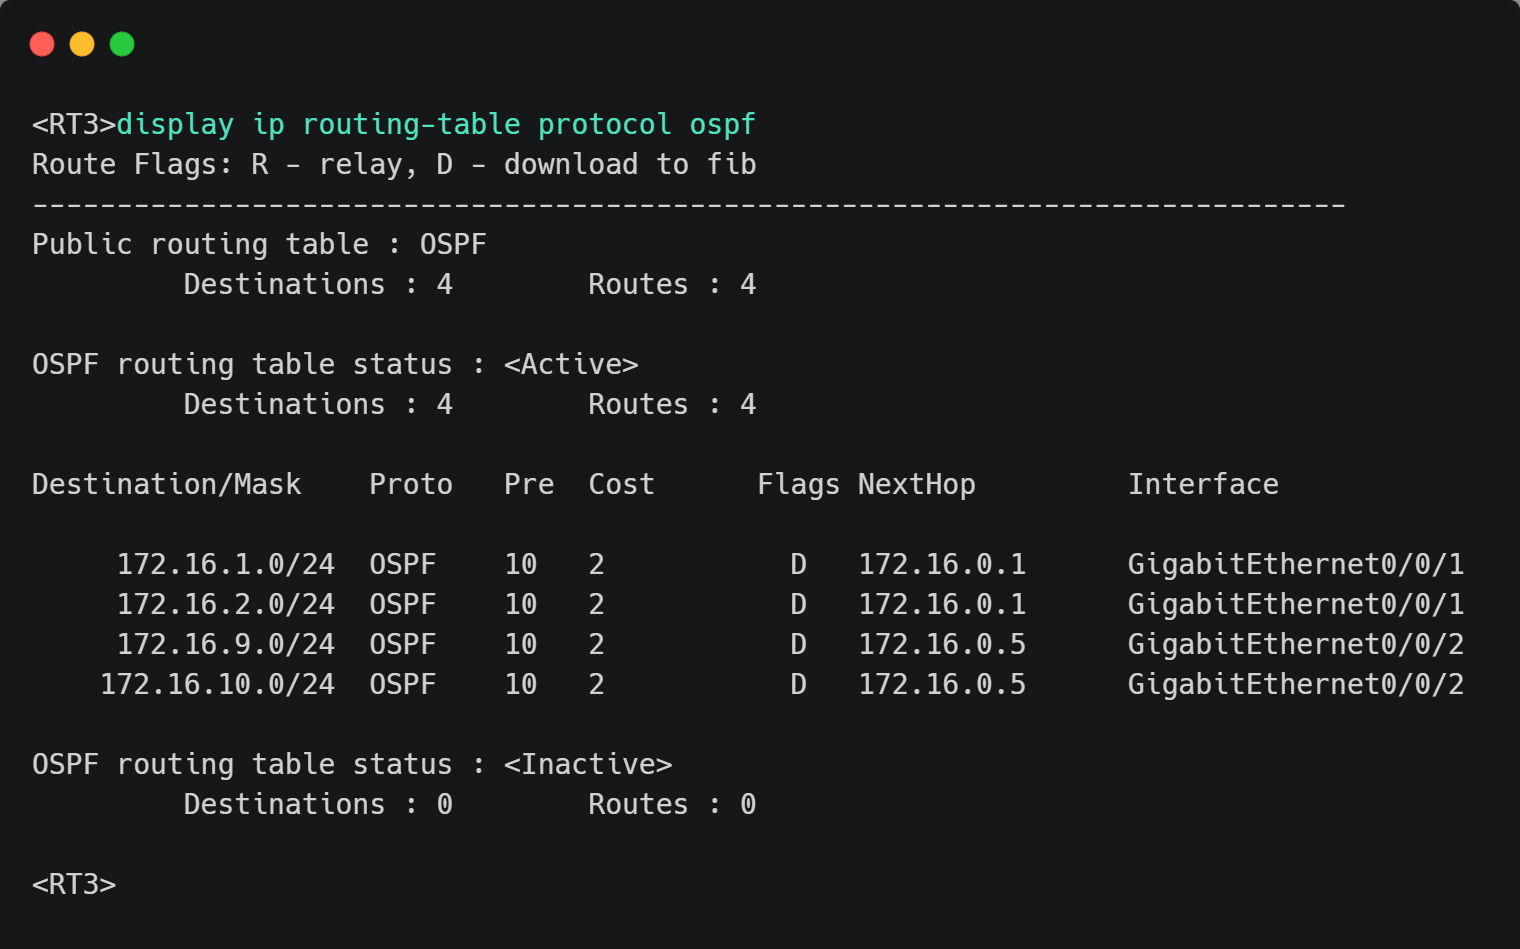 <RT3>display ip routing-table protocol ospf
Route Flags: R - relay, D - download to fib
------------------------------------------------------------------------------
Public routing table : OSPF
         Destinations : 4        Routes : 4

OSPF routing table status : <Active>
         Destinations : 4        Routes : 4

Destination/Mask    Proto   Pre  Cost      Flags NextHop         Interface

     172.16.1.0/24  OSPF    10   2           D   172.16.0.1      GigabitEthernet0/0/1
     172.16.2.0/24  OSPF    10   2           D   172.16.0.1      GigabitEthernet0/0/1
     172.16.9.0/24  OSPF    10   2           D   172.16.0.5      GigabitEthernet0/0/2
    172.16.10.0/24  OSPF    10   2           D   172.16.0.5      GigabitEthernet0/0/2

OSPF routing table status : <Inactive>
         Destinations : 0        Routes : 0

<RT3>